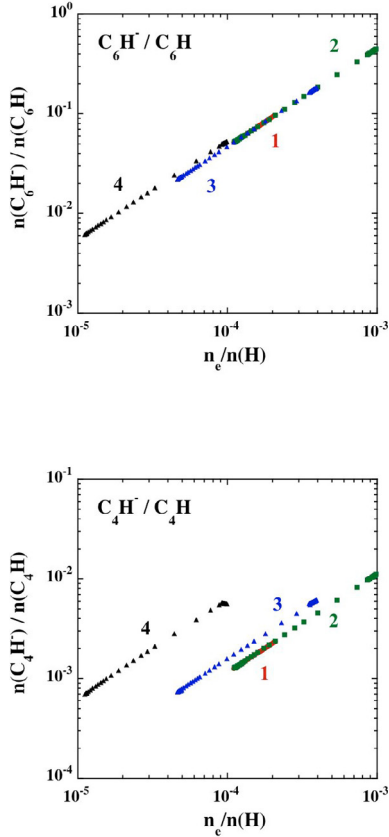 C₆H⁻ / C₆H
n(C₆H⁻) / n(C₆H)
10⁰
10⁻¹
10⁻²
10⁻³
2
1
3
4
10⁻⁵ 10⁻⁴ 10⁻³
nₑ/n(H)
C₄H⁻ / C₄H
n(C₄H⁻) / n(C₄H)
10⁻¹
10⁻²
10⁻³
10⁻⁴
4
3
2
1
10⁻⁵ 10⁻⁴ 10⁻³
nₑ/n(H)